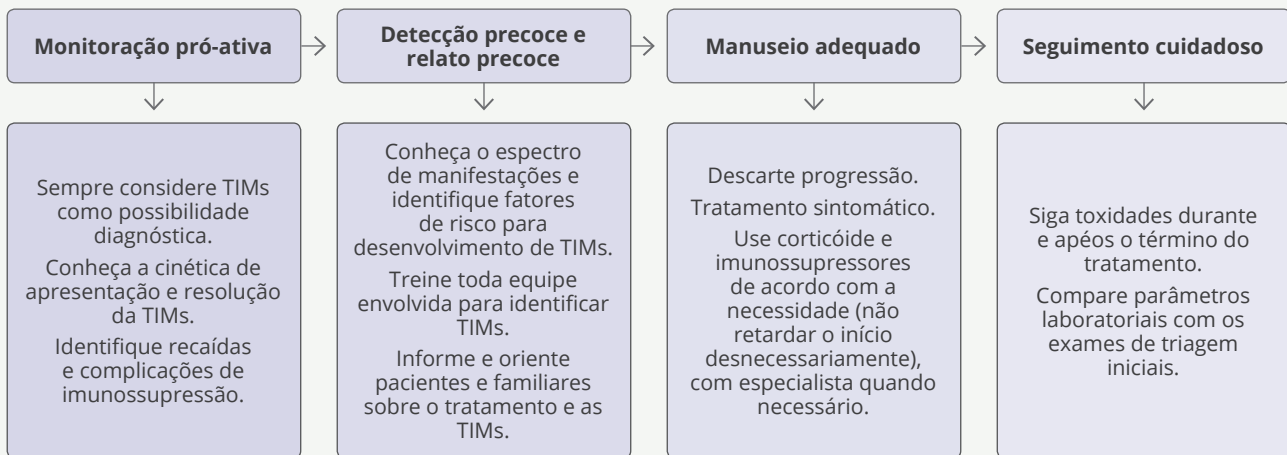 Monitoração pró-ativa
Detecção precoce e
relato precoce
Manuseio adequado
Seguimento cuidadoso
Sempre considere TIMs
como possibilidade
diagnóstica.
Conheça a cinética de
apresentação e resolução
da TIMs.
Identifique recaídas
e complicações de
imunossupressão.
Conheça o espectro
de manifestações e
identifique fatores
de risco para
desenvolvimento de TIMs.
Treine toda equipe
envolvida para identificar
TIMs.
Informe e oriente
pacientes e familiares
sobre o tratamento e as
TIMs.
Descarte progressão.
Tratamento sintomático.
Use corticóide e
imunossupressores
de acordo com a
necessidade (não
retardar o início
desnecessariamente),
com especialista quando
necessário.
Siga toxidades durante
e apéos o término do
tratamento.
Compare parâmetros
laboratoriais com os
exames de triagem
iniciais.